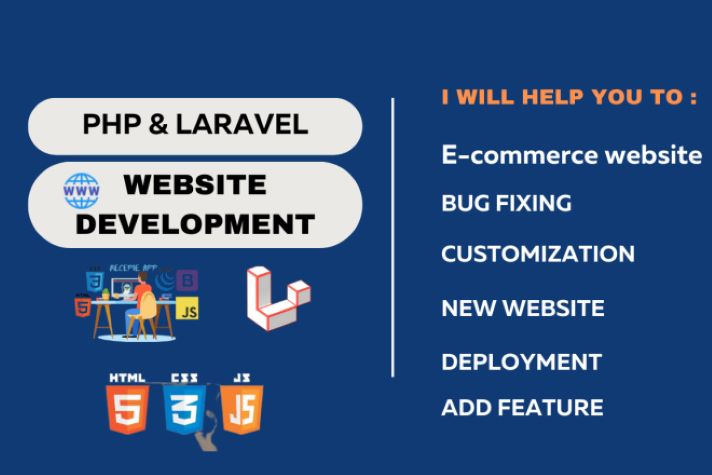 PHP & LARAVEL
WWW
WEBSITE
DEVELOPMENT
RECEPIE APP
3
5
B
JS
HTML CSS JS
5 3 JS
I WILL HELP YOU TO :
E-commerce website
BUG FIXING
CUSTOMIZATION
NEW WEBSITE
DEPLOYMENT
ADD FEATURE